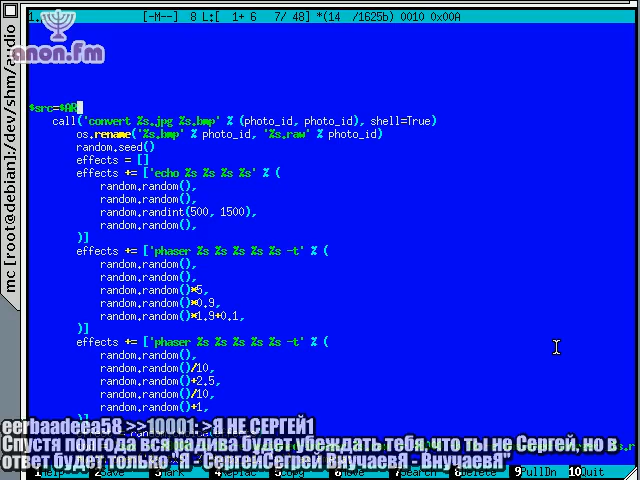 1. [-M--] 8 L:[ 1+ 6 7/ 48] *(14 /1625b) 0010 0x00A
anon.fm
mc [root@debian]:/dev/shm/audio
$src=$AR
call('convert %s.jpg %s.bmp' % (photo_id, photo_id), shell=True)
os.rename('%s.bmp' % photo_id, '%s.raw' % photo_id)
random.seed()
effects = []
effects += ['echo %s %s %s %s' % (
random.random(),
random.random(),
random.randint(500, 1500),
random.random(),
)]
effects += ['phaser %s %s %s %s %s -t' % (
random.random(),
random.random(),
random.random()*5,
random.random()*0.9,
random.random()*1.9+0.1,
)]
effects += ['phaser %s %s %s %s %s -t' % (
random.random(),
random.random()/10,
random.random()+2.5,
random.random()/10,
random.random()+1,
)]
eerbaadeea58 >>10001: >Я НЕ СЕРГЕЙ1
Спустя полгода вся радива будет убеждать тебя, что ты не Сергей, но в
ответ будет только "Я - СергейСегрей ВнучаевЯ - ВнучаевЯ"
9PullDn 10Quit